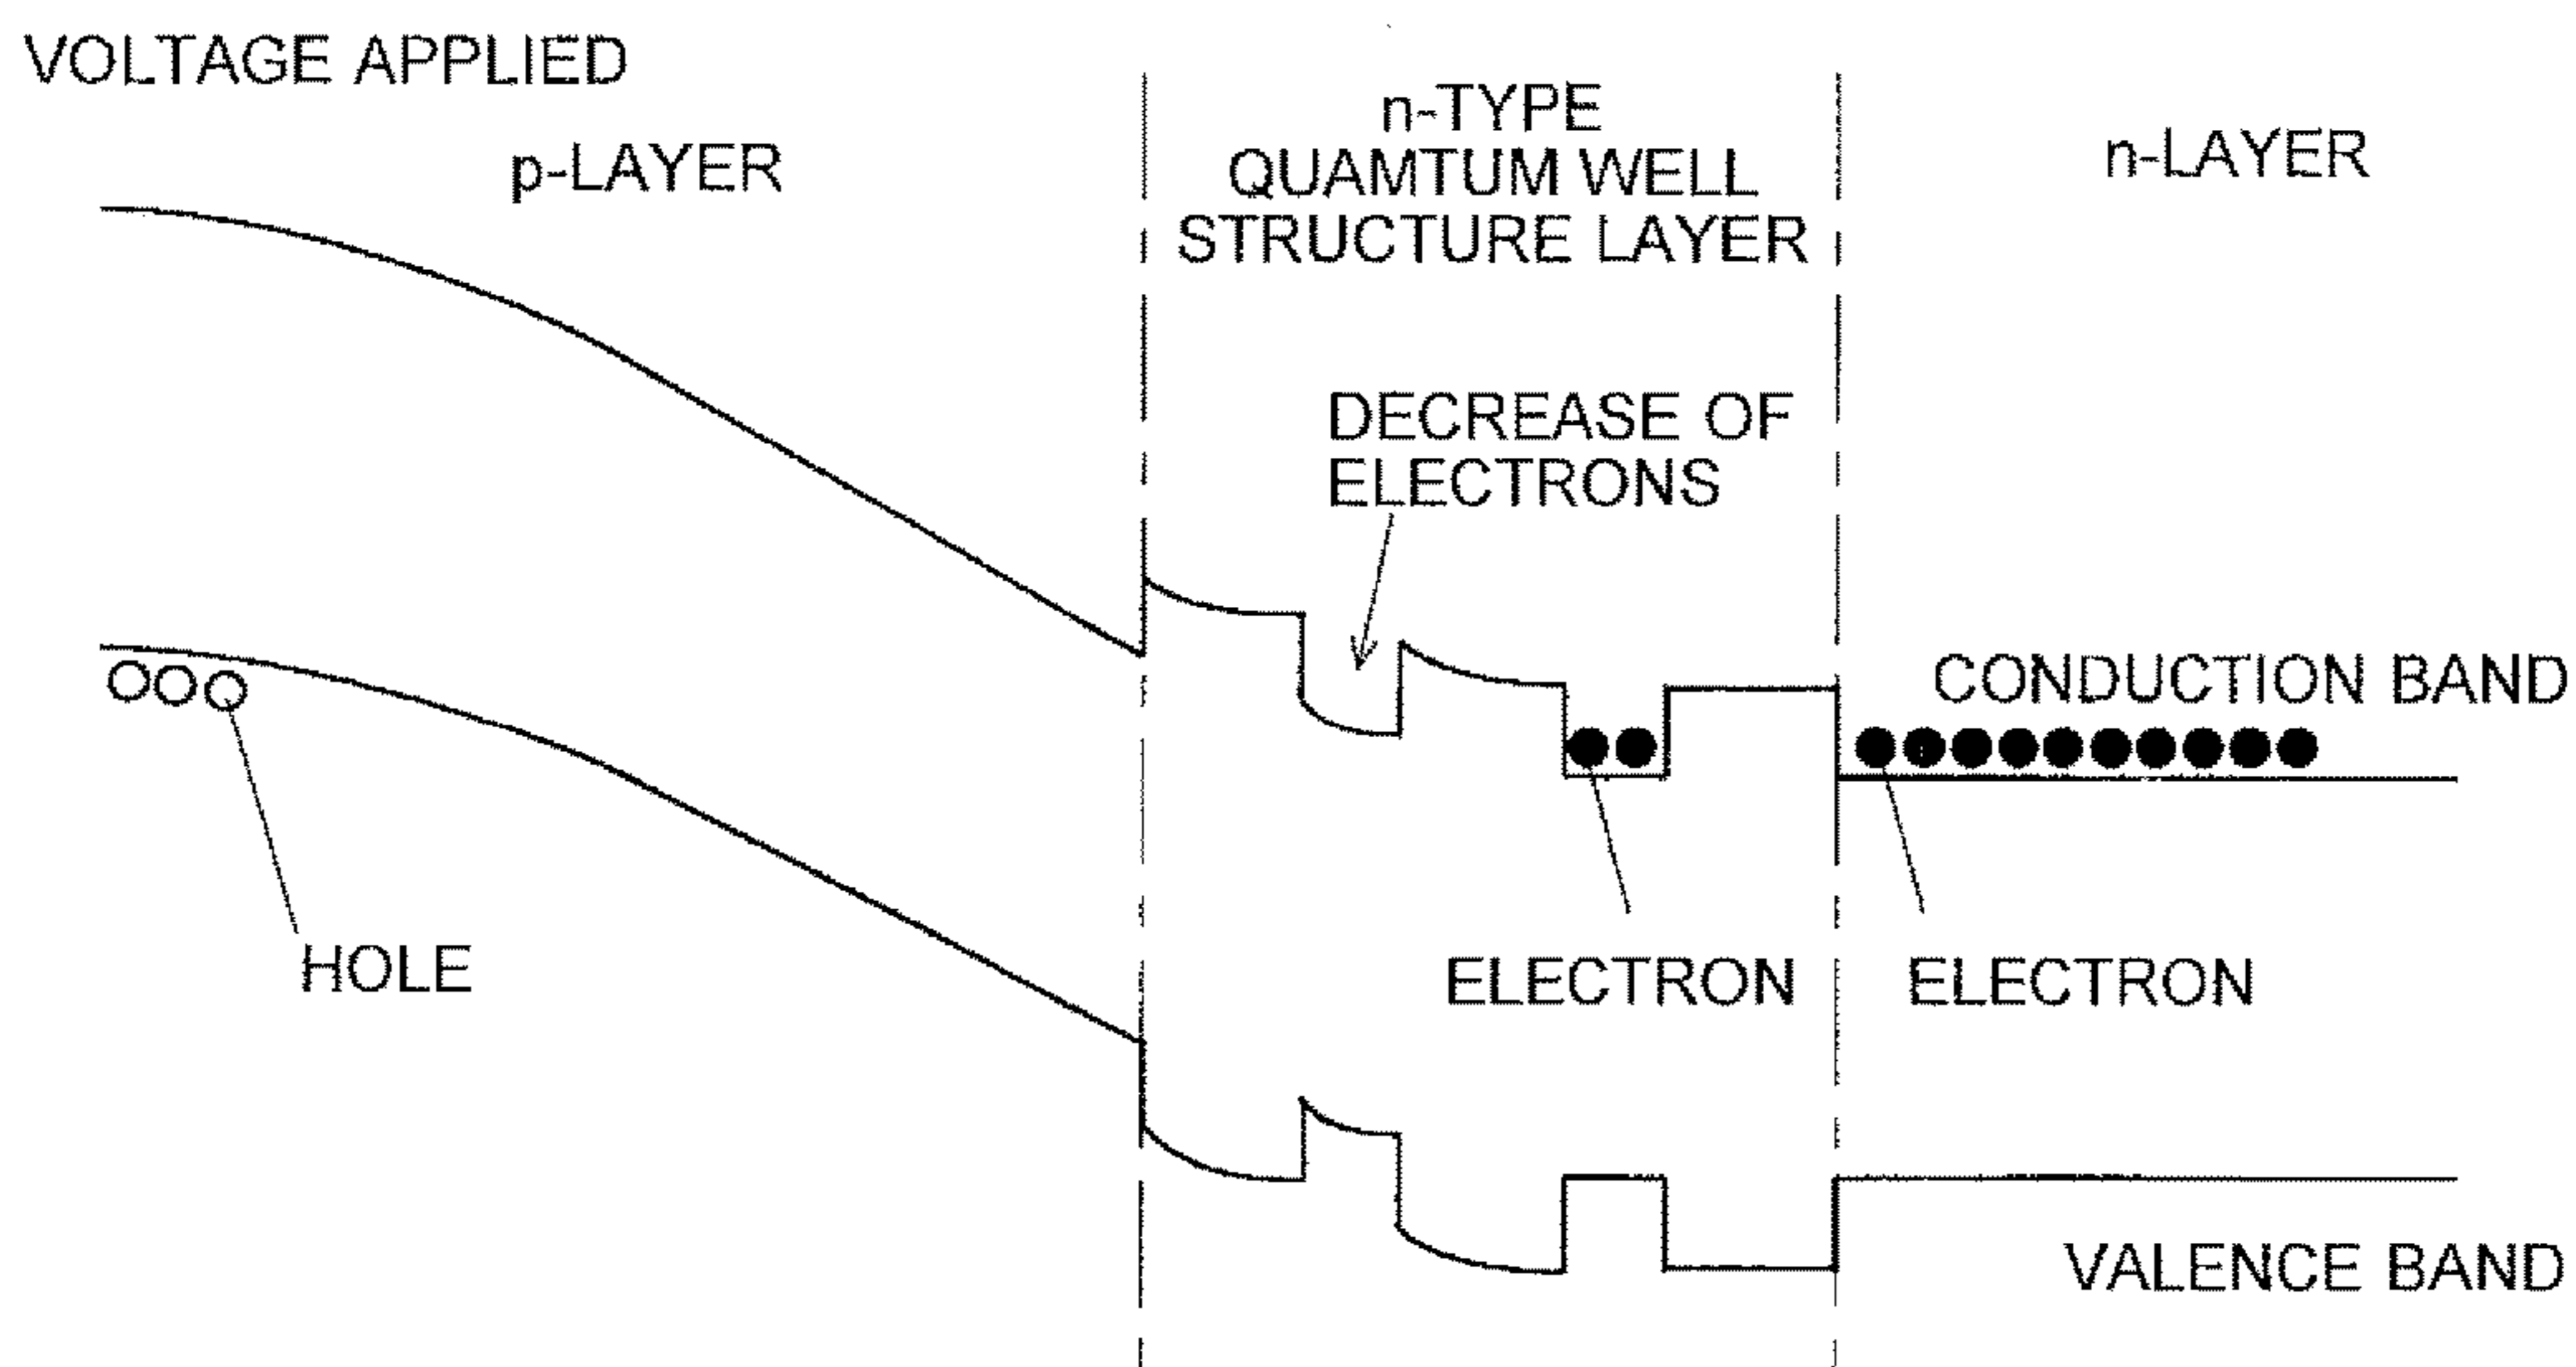 VOLTAGE APPLIED
p-LAYER
n-TYPE
QUAMTUM WELL
STRUCTURE LAYER
n-LAYER
DECREASE OF
ELECTRONS
CONDUCTION BAND
HOLE
ELECTRON
ELECTRON
VALENCE BAND